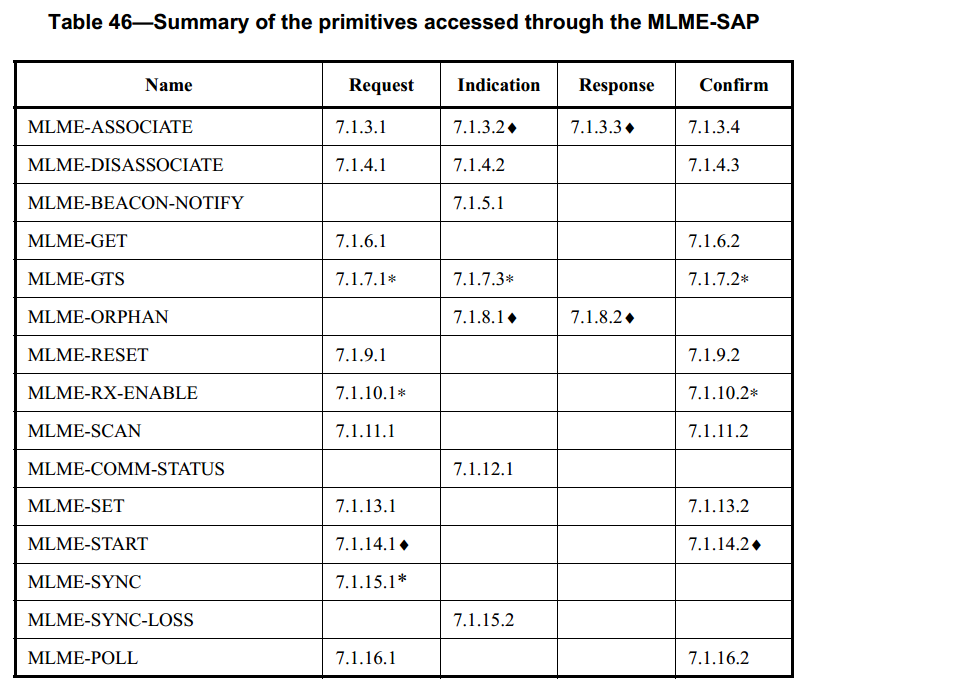 Table 46—Summary of the primitives accessed through the MLME-SAP
Name Request Indication Response Confirm
MLME-ASSOCIATE 7.1.3.1 7.1.3.2♦ 7.1.3.3♦ 7.1.3.4
MLME-DISASSOCIATE 7.1.4.1 7.1.4.2 7.1.4.3
MLME-BEACON-NOTIFY 7.1.5.1
MLME-GET 7.1.6.1 7.1.6.2
MLME-GTS 7.1.7.1* 7.1.7.3* 7.1.7.2*
MLME-ORPHAN 7.1.8.1♦ 7.1.8.2♦
MLME-RESET 7.1.9.1 7.1.9.2
MLME-RX-ENABLE 7.1.10.1* 7.1.10.2*
MLME-SCAN 7.1.11.1 7.1.11.2
MLME-COMM-STATUS 7.1.12.1
MLME-SET 7.1.13.1 7.1.13.2
MLME-START 7.1.14.1♦ 7.1.14.2♦
MLME-SYNC 7.1.15.1*
MLME-SYNC-LOSS 7.1.15.2
MLME-POLL 7.1.16.1 7.1.16.2